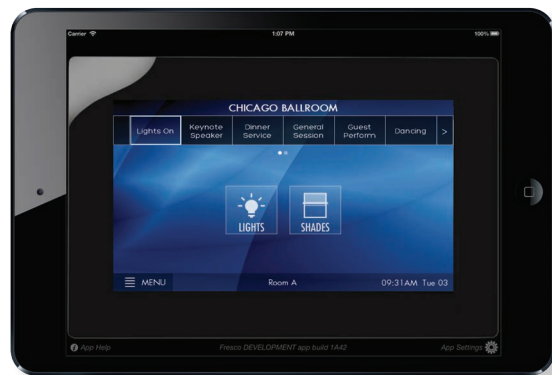 Carrier 1:07 PM 100%
CHICAGO BALLROOM
Lights On
Keynote
Speaker
Dinner
Service
General
Session
Guest
Perform
Dancing
>
LIGHTS
SHADES
MENU
Room A
09:31AM Tue 03
App Help
Fresco DEVELOPMENT app build 1A42
App Settings